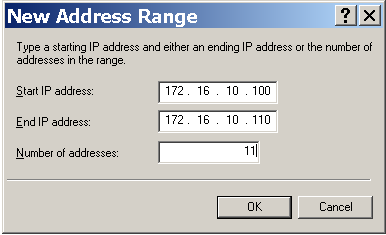 New Address Range
Type a starting IP address and either an ending IP address or the number of
addresses in the range.
Start IP address: 172 . 16 . 10 . 100
End IP address: 172 . 16 . 10 . 110
Number of addresses: 11
OK Cancel